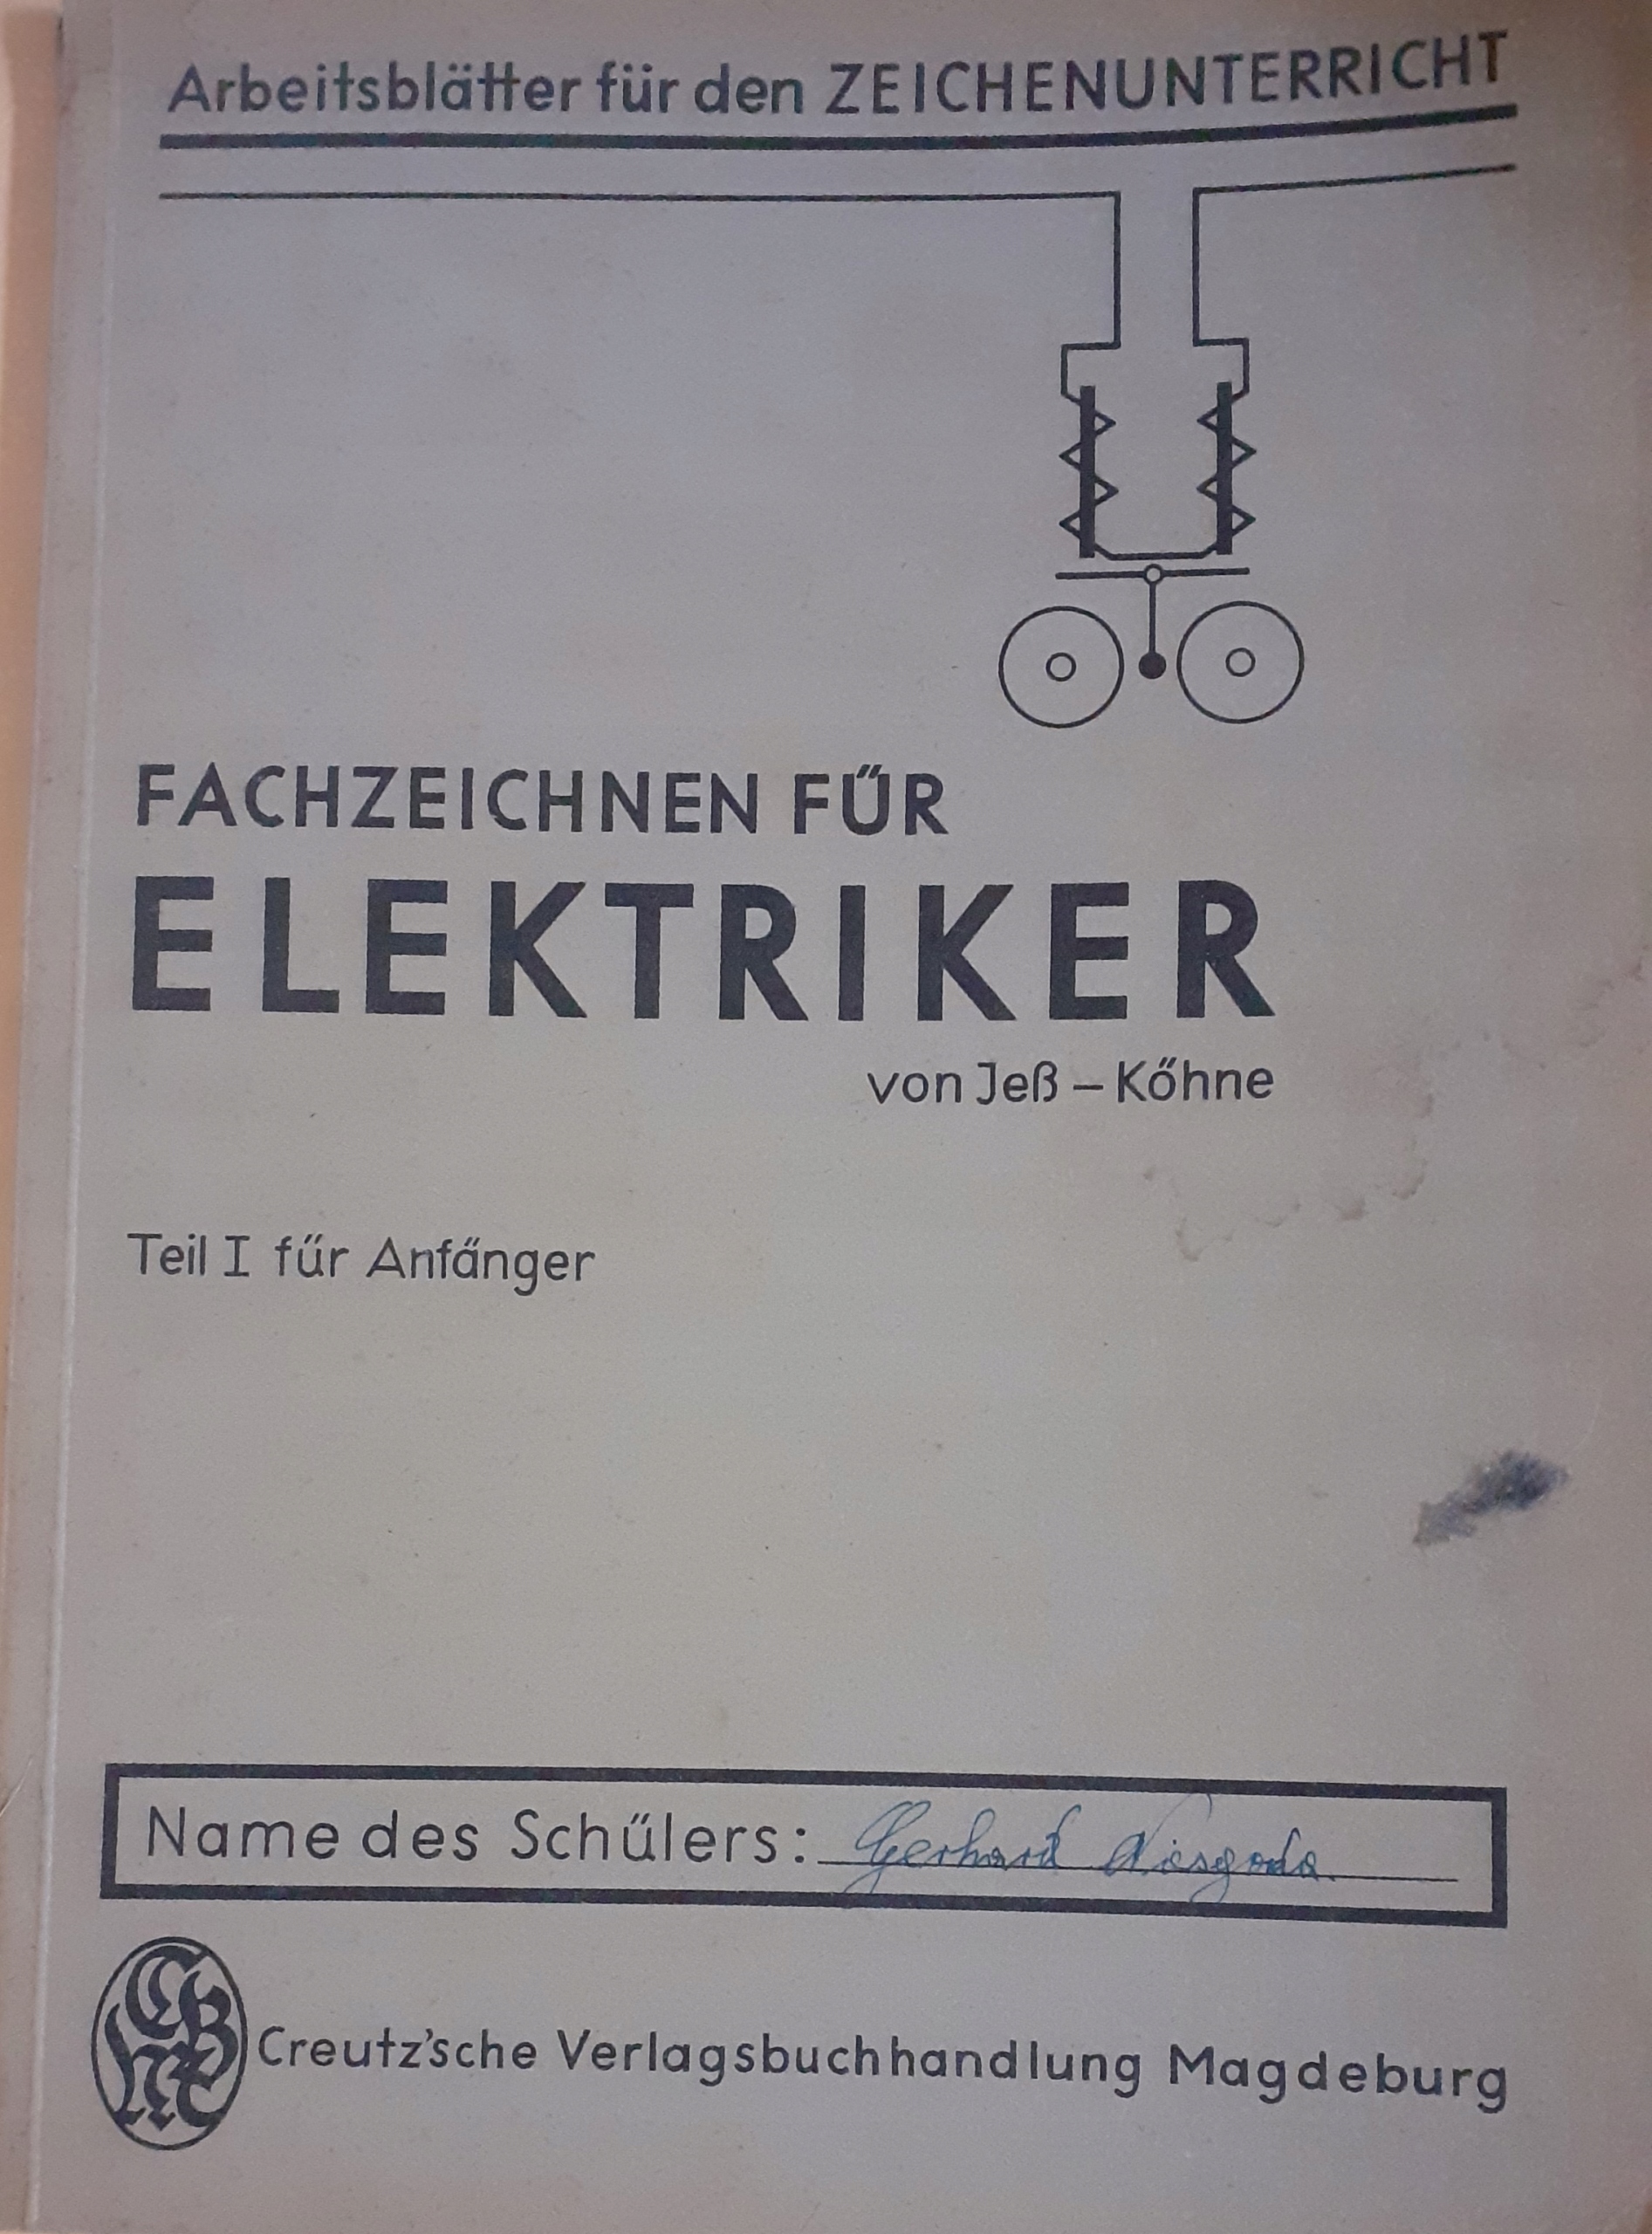 Arbeitsblätter für den ZEICHENUNTERRICHT
FACHZEICHNEN FÜR
ELEKTRIKER
von Jeß – Köhne
Teil I für Anfänger
Name des Schülers: Gerhard
Creutz'sche Verlagsbuchhandlung Magdeburg